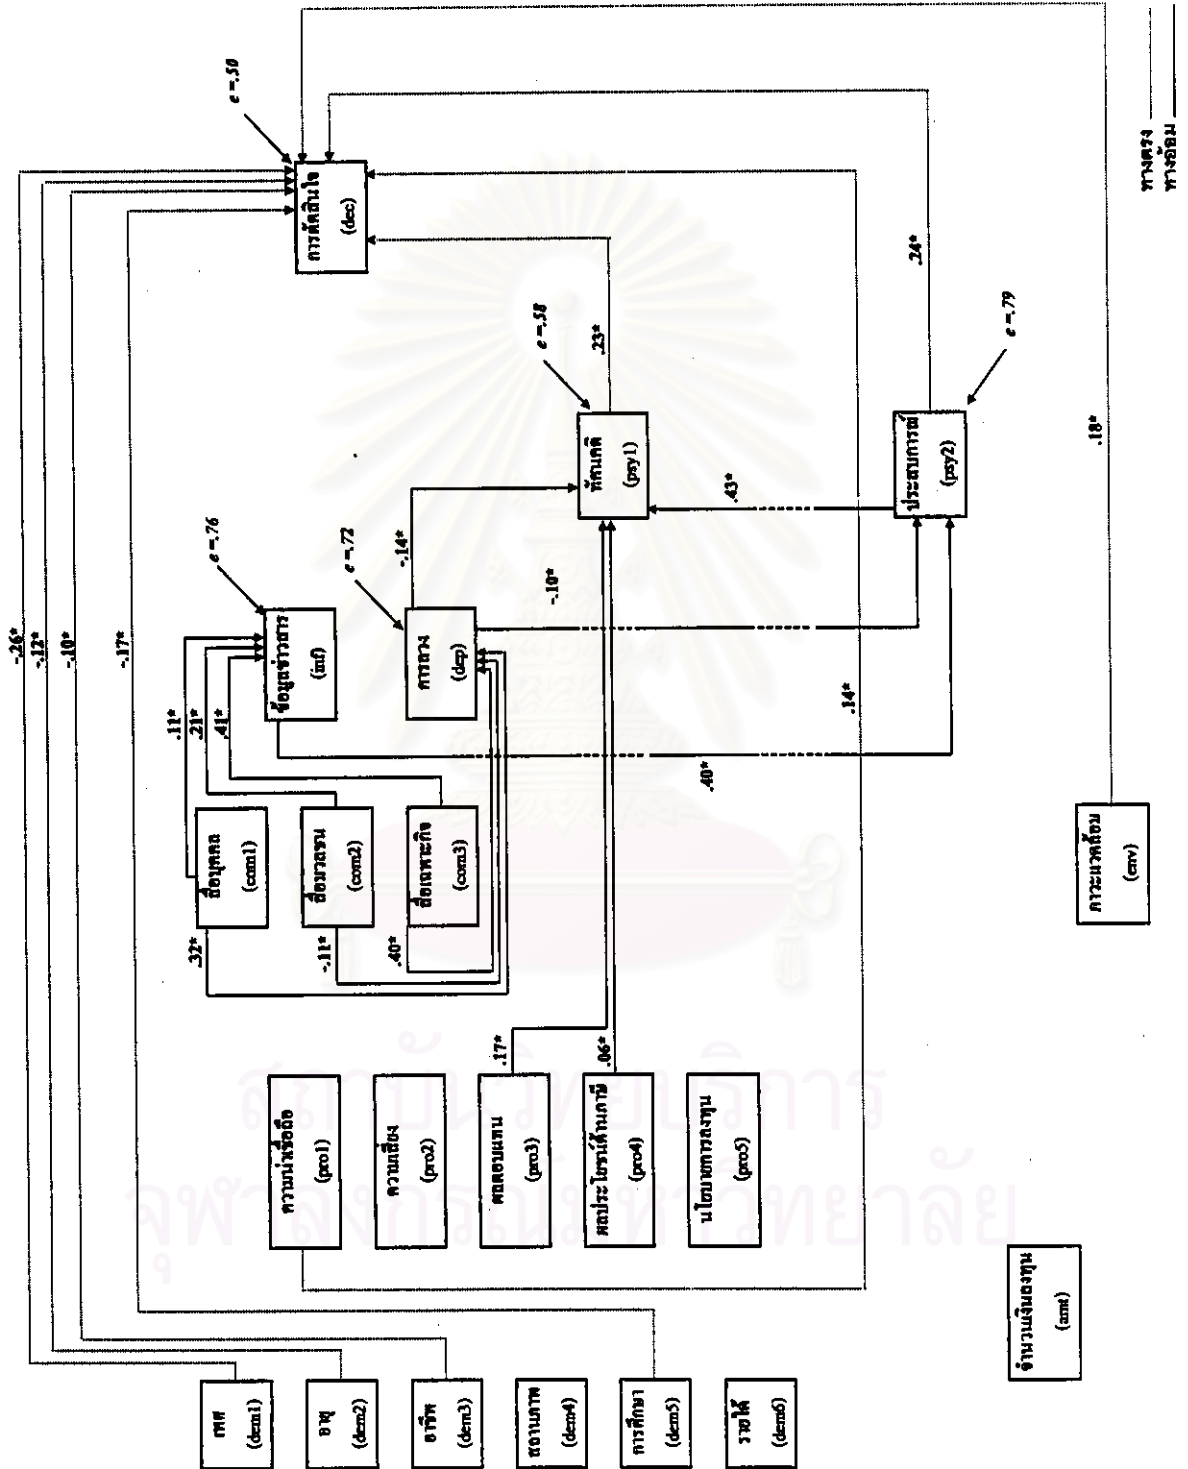 เพศ
(dem1)
อายุ
(dem2)
อาชีพ
(dem3)
สถานภาพ
(dem4)
การศึกษา
(dem5)
รายได้
(dem6)
ความน่าเชื่อถือ
(pro1)
ความเสี่ยง
(pro2)
ผลตอบแทน
(pro3)
ผลประโยชน์ด้านภาษี
(pro4)
นโยบายการลงทุน
(pro5)
จำนวนเงินลงทุน
(amt)
สื่อบุคคล
(com1)
สื่อมวลชน
(com2)
สื่อเฉพาะกิจ
(com3)
ภาวะแวดล้อม
(env)
ข้อมูลข่าวสาร
(inf)
(dep)
ทัศนคติ
(psy1)
ประสบการณ์
(psy2)
การตัดสินใจ
(dec)
-.26*
-.12*
-.10*
-.17*
.11*
.21*
.41*
.32*
-.11*
.40*
.17*
.06*
-.14*
-.10*
.40*
.14*
.43*
.23*
.24*
.18*
e =.76
e =.72
e =.58
e =.79
e =.50
ทางตรง
ทางอ้อม
สถาบันวิทยบริการ
จุฬาลงกรณ์มหาวิทยาลัย